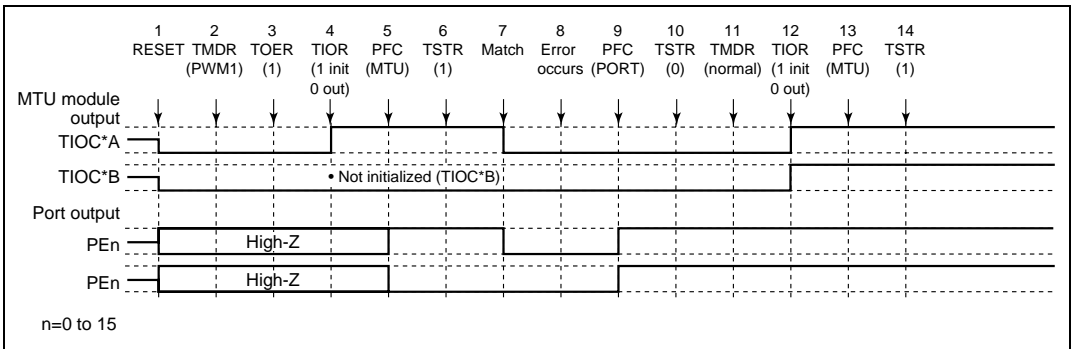 1 2 3 4 5 6 7 8 9 10 11 12 13 14
RESET TMDR TOER TIOR PFC TSTR Match Error PFC TSTR TMDR TIOR PFC TSTR
(PWM1) (1) (1 init (MTU) (1) occurs (PORT) (0) (normal) (1 init (MTU) (1)
0 out) 0 out)
MTU module
output
TIOC*A
TIOC*B • Not initialized (TIOC*B)
Port output
PEn High-Z
PEn High-Z
n=0 to 15